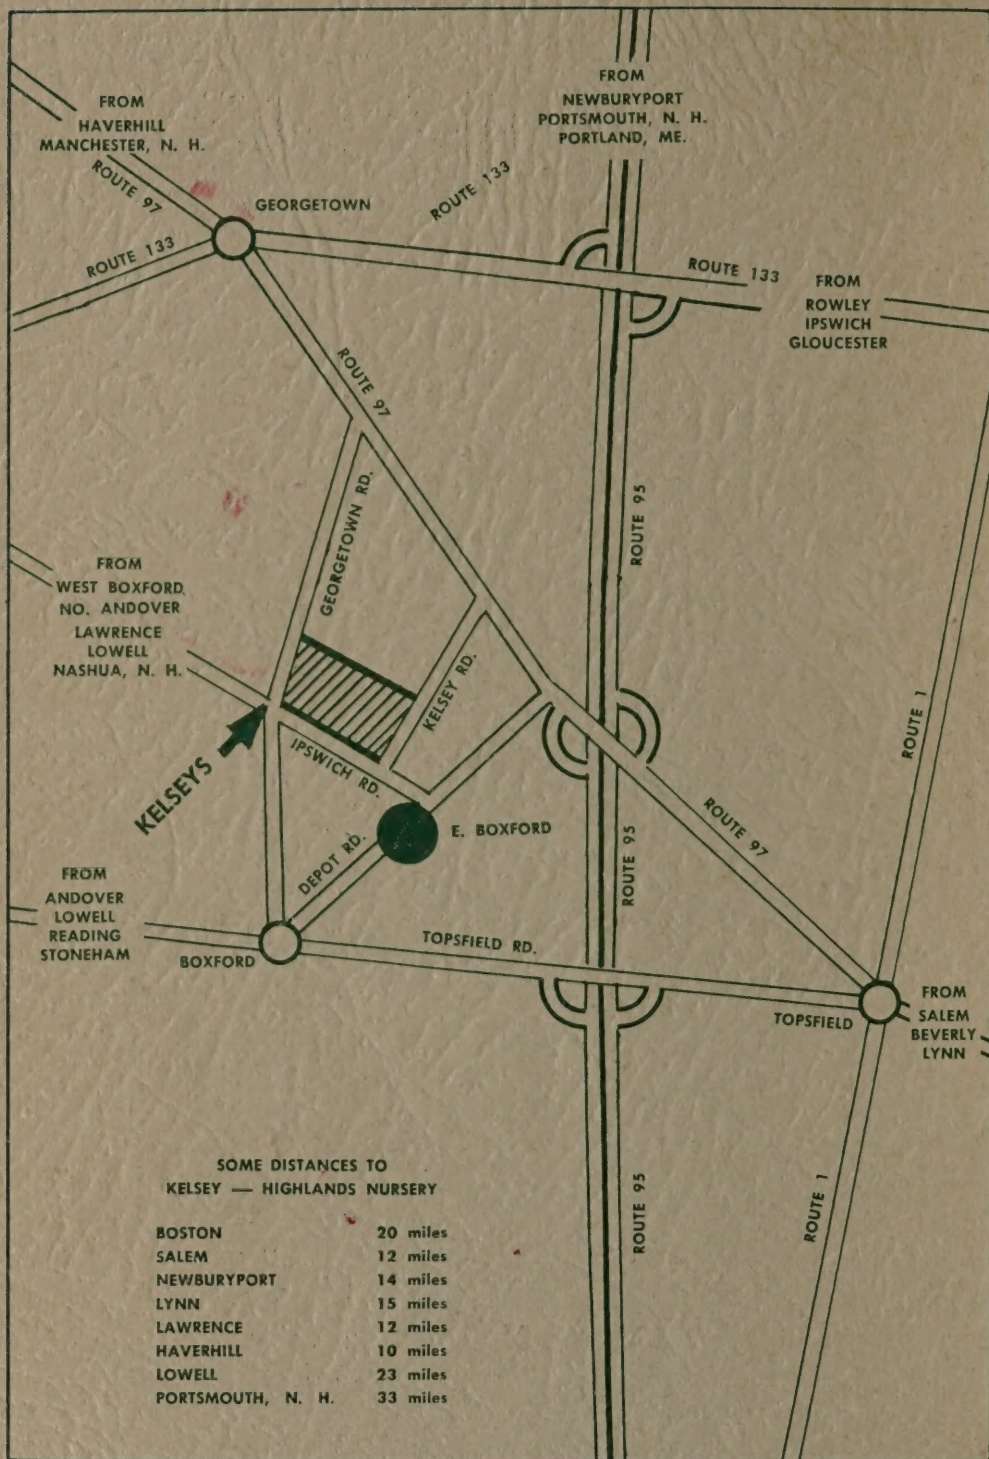 FROM
NEWBURYPORT
PORTSMOUTH, N. H.
PORTLAND, ME.
FROM
HAVERHILL
MANCHESTER, N. H.
ROUTE 97
GEORGETOWN
ROUTE 133
ROUTE 133
ROUTE 133
FROM
ROWLEY
IPSWICH
GLOUCESTER
ROUTE 97
GEORGETOWN RD.
ROUTE 95
FROM
WEST BOXFORD,
NO. ANDOVER
LAWRENCE
LOWELL
NASHUA, N. H.
KELSEY RD.
ROUTE 1
KELSEYS
IPSWICH RD.
E. BOXFORD
DEPOT RD.
ROUTE 95
ROUTE 97
FROM
ANDOVER
LOWELL
READING
STONEHAM
BOXFORD
TOPSFIELD RD.
TOPSFIELD
FROM
SALEM
BEVERLY
LYNN
SOME DISTANCES TO
KELSEY — HIGHLANDS NURSERY
BOSTON 20 miles
SALEM 12 miles
NEWBURYPORT 14 miles
LYNN 15 miles
LAWRENCE 12 miles
HAVERHILL 10 miles
LOWELL 23 miles
PORTSMOUTH, N. H. 33 miles
ROUTE 95
ROUTE 1